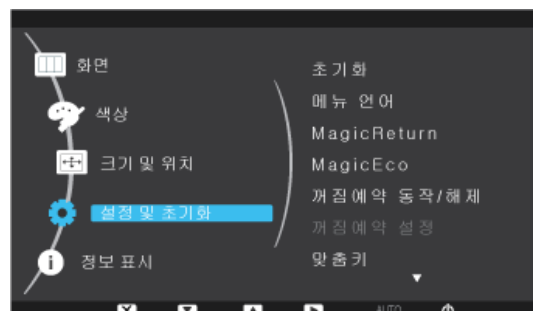 화면
색상
크기 및 위치
설정 및 초기화
정보 표시
초기화
메뉴 언어
MagicReturn
MagicEco
꺼짐예약 동작/해제
꺼짐예약 설정
맞춤키
AUTO